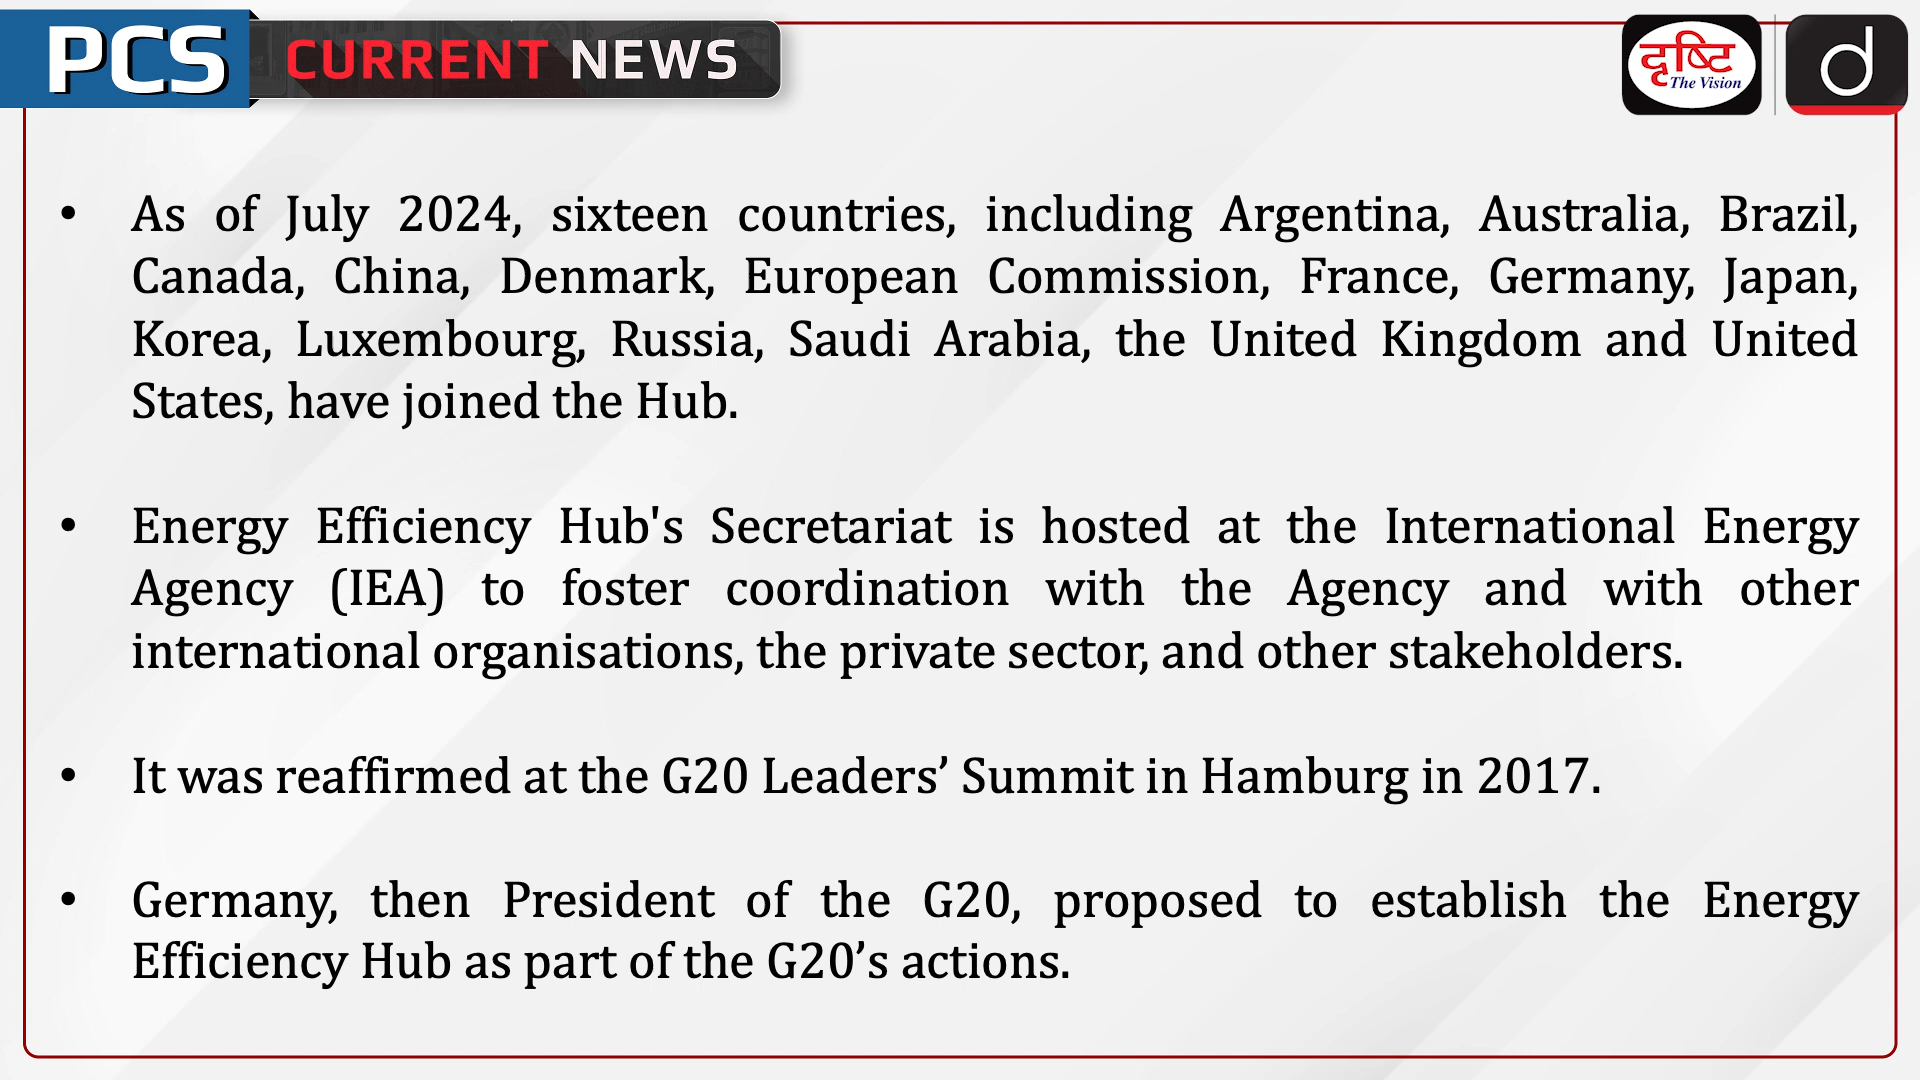 PCS CURRENT NEWS
दृष्टि
The Vision
d
• As of July 2024, sixteen countries, including Argentina, Australia, Brazil,
Canada, China, Denmark, European Commission, France, Germany, Japan,
Korea, Luxembourg, Russia, Saudi Arabia, the United Kingdom and United
States, have joined the Hub.
• Energy Efficiency Hub's Secretariat is hosted at the International Energy
Agency (IEA) to foster coordination with the Agency and with other
international organisations, the private sector, and other stakeholders.
• It was reaffirmed at the G20 Leaders’ Summit in Hamburg in 2017.
• Germany, then President of the G20, proposed to establish the Energy
Efficiency Hub as part of the G20’s actions.